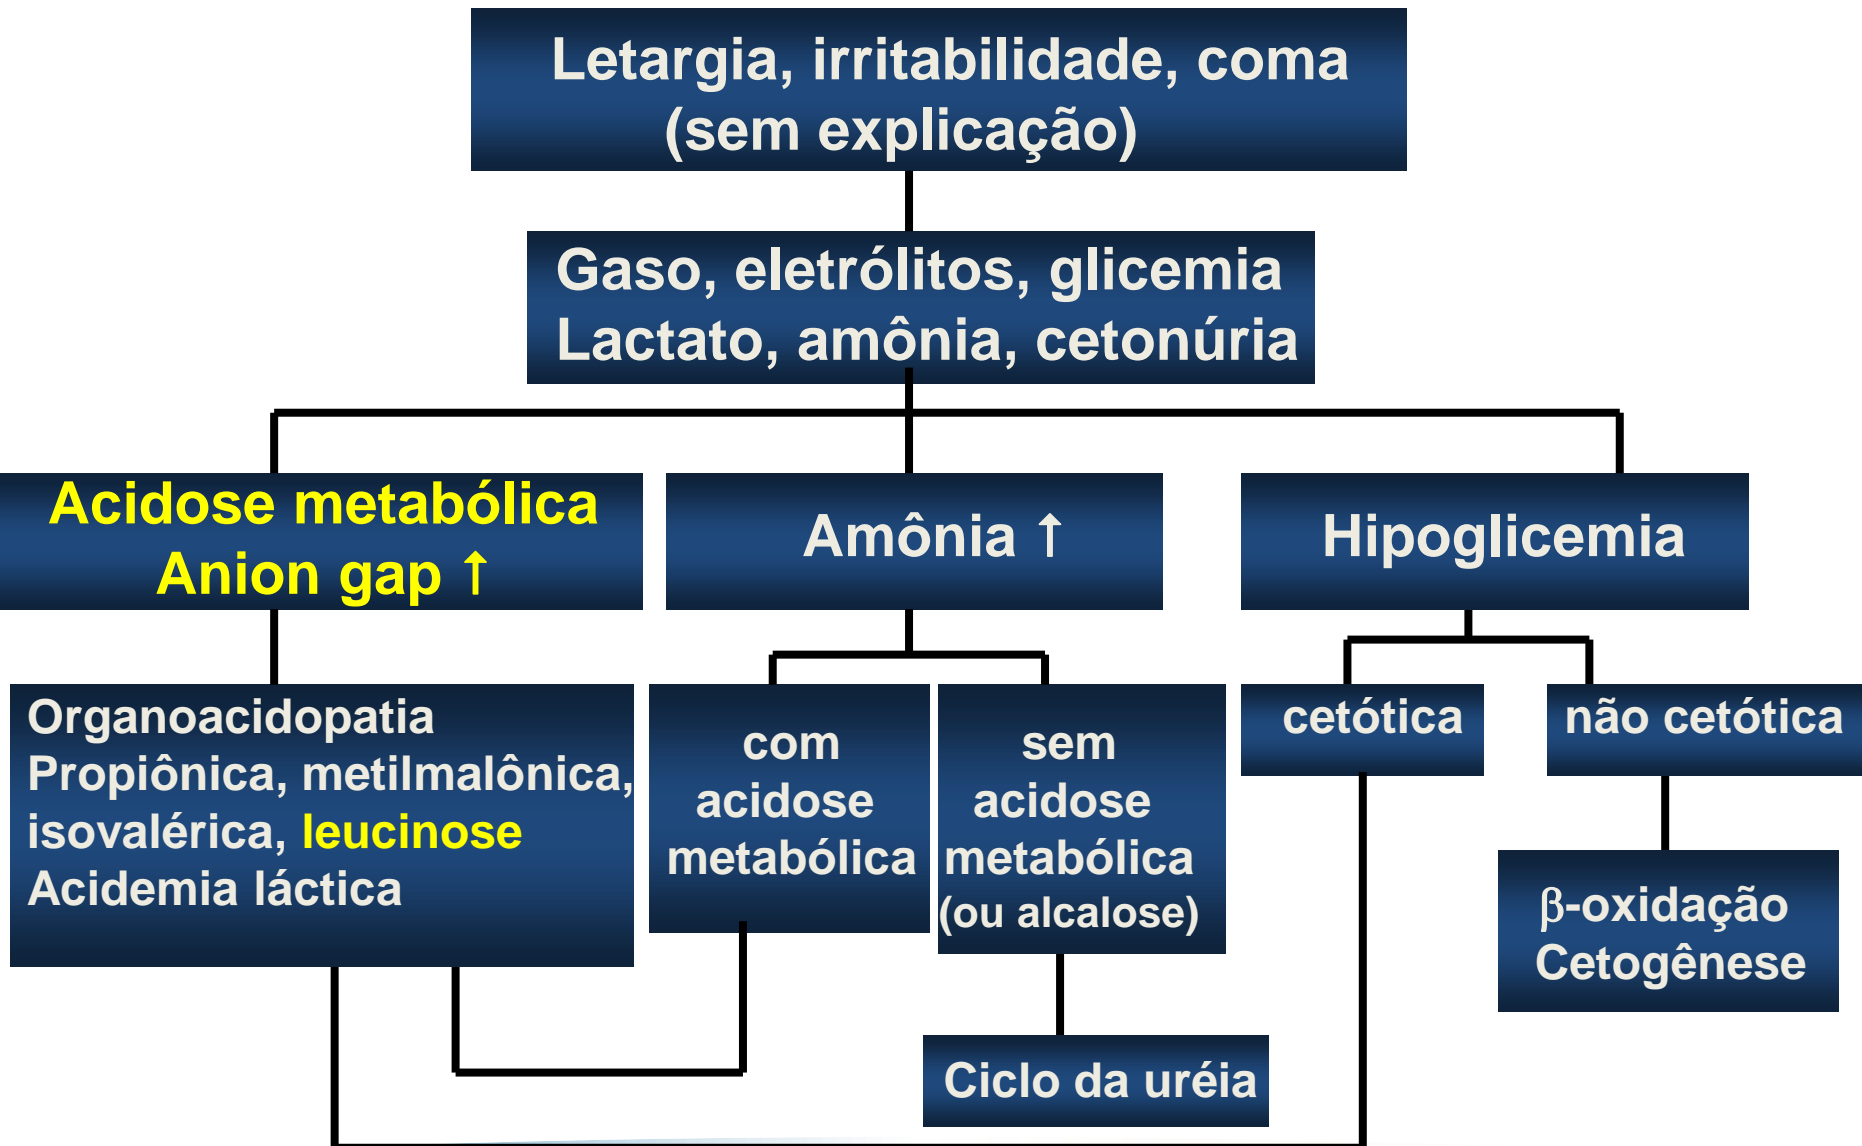 Letargia, irritabilidade, coma
(sem explicação)
Gaso, eletrólitos, glicemia
Lactato, amônia, cetonúria
Acidose metabólica
Anion gap ↑
Amônia ↑
Hipoglicemia
Organoacidopatia
Propiônica, metilmalônica,
isovalérica, leucinose
Acidemia láctica
com
acidose
metabólica
sem
acidose
metabólica
(ou alcalose)
cetótica
não cetótica
β-oxidação
Cetogênese
Ciclo da uréia